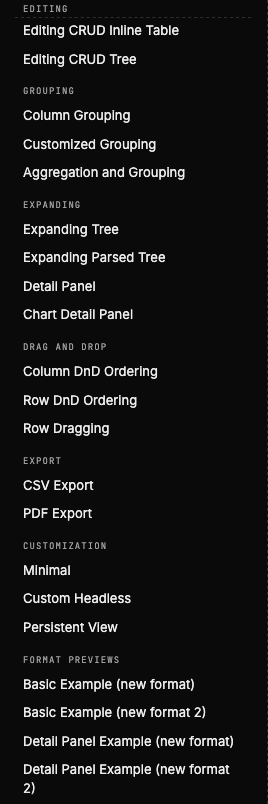 EDITING
Editing CRUD Inline Table
Editing CRUD Tree
GROUPING
Column Grouping
Customized Grouping
Aggregation and Grouping
EXPANDING
Expanding Tree
Expanding Parsed Tree
Detail Panel
Chart Detail Panel
DRAG AND DROP
Column DnD Ordering
Row DnD Ordering
Row Dragging
EXPORT
CSV Export
PDF Export
CUSTOMIZATION
Minimal
Custom Headless
Persistent View
FORMAT PREVIEWS
Basic Example (new format)
Basic Example (new format 2)
Detail Panel Example (new format)
Detail Panel Example (new format
2)